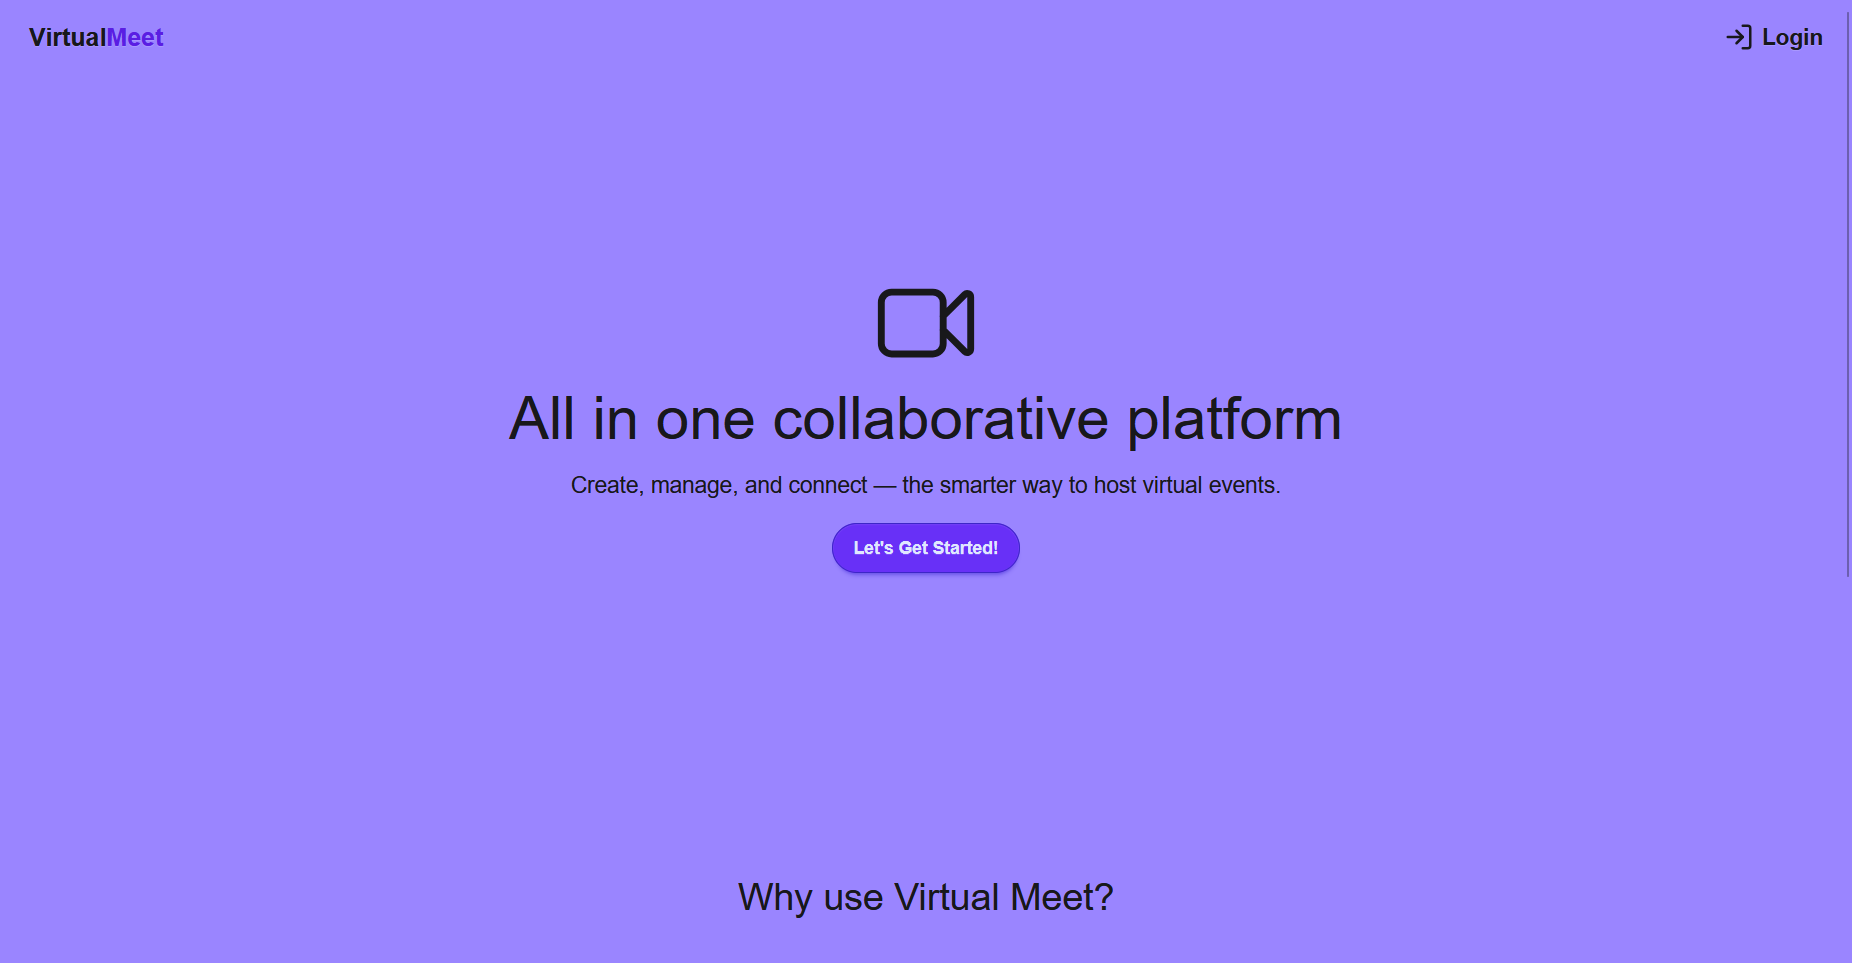 VirtualMeet
Login
All in one collaborative platform
Create, manage, and connect — the smarter way to host virtual events.
Let's Get Started!
Why use Virtual Meet?